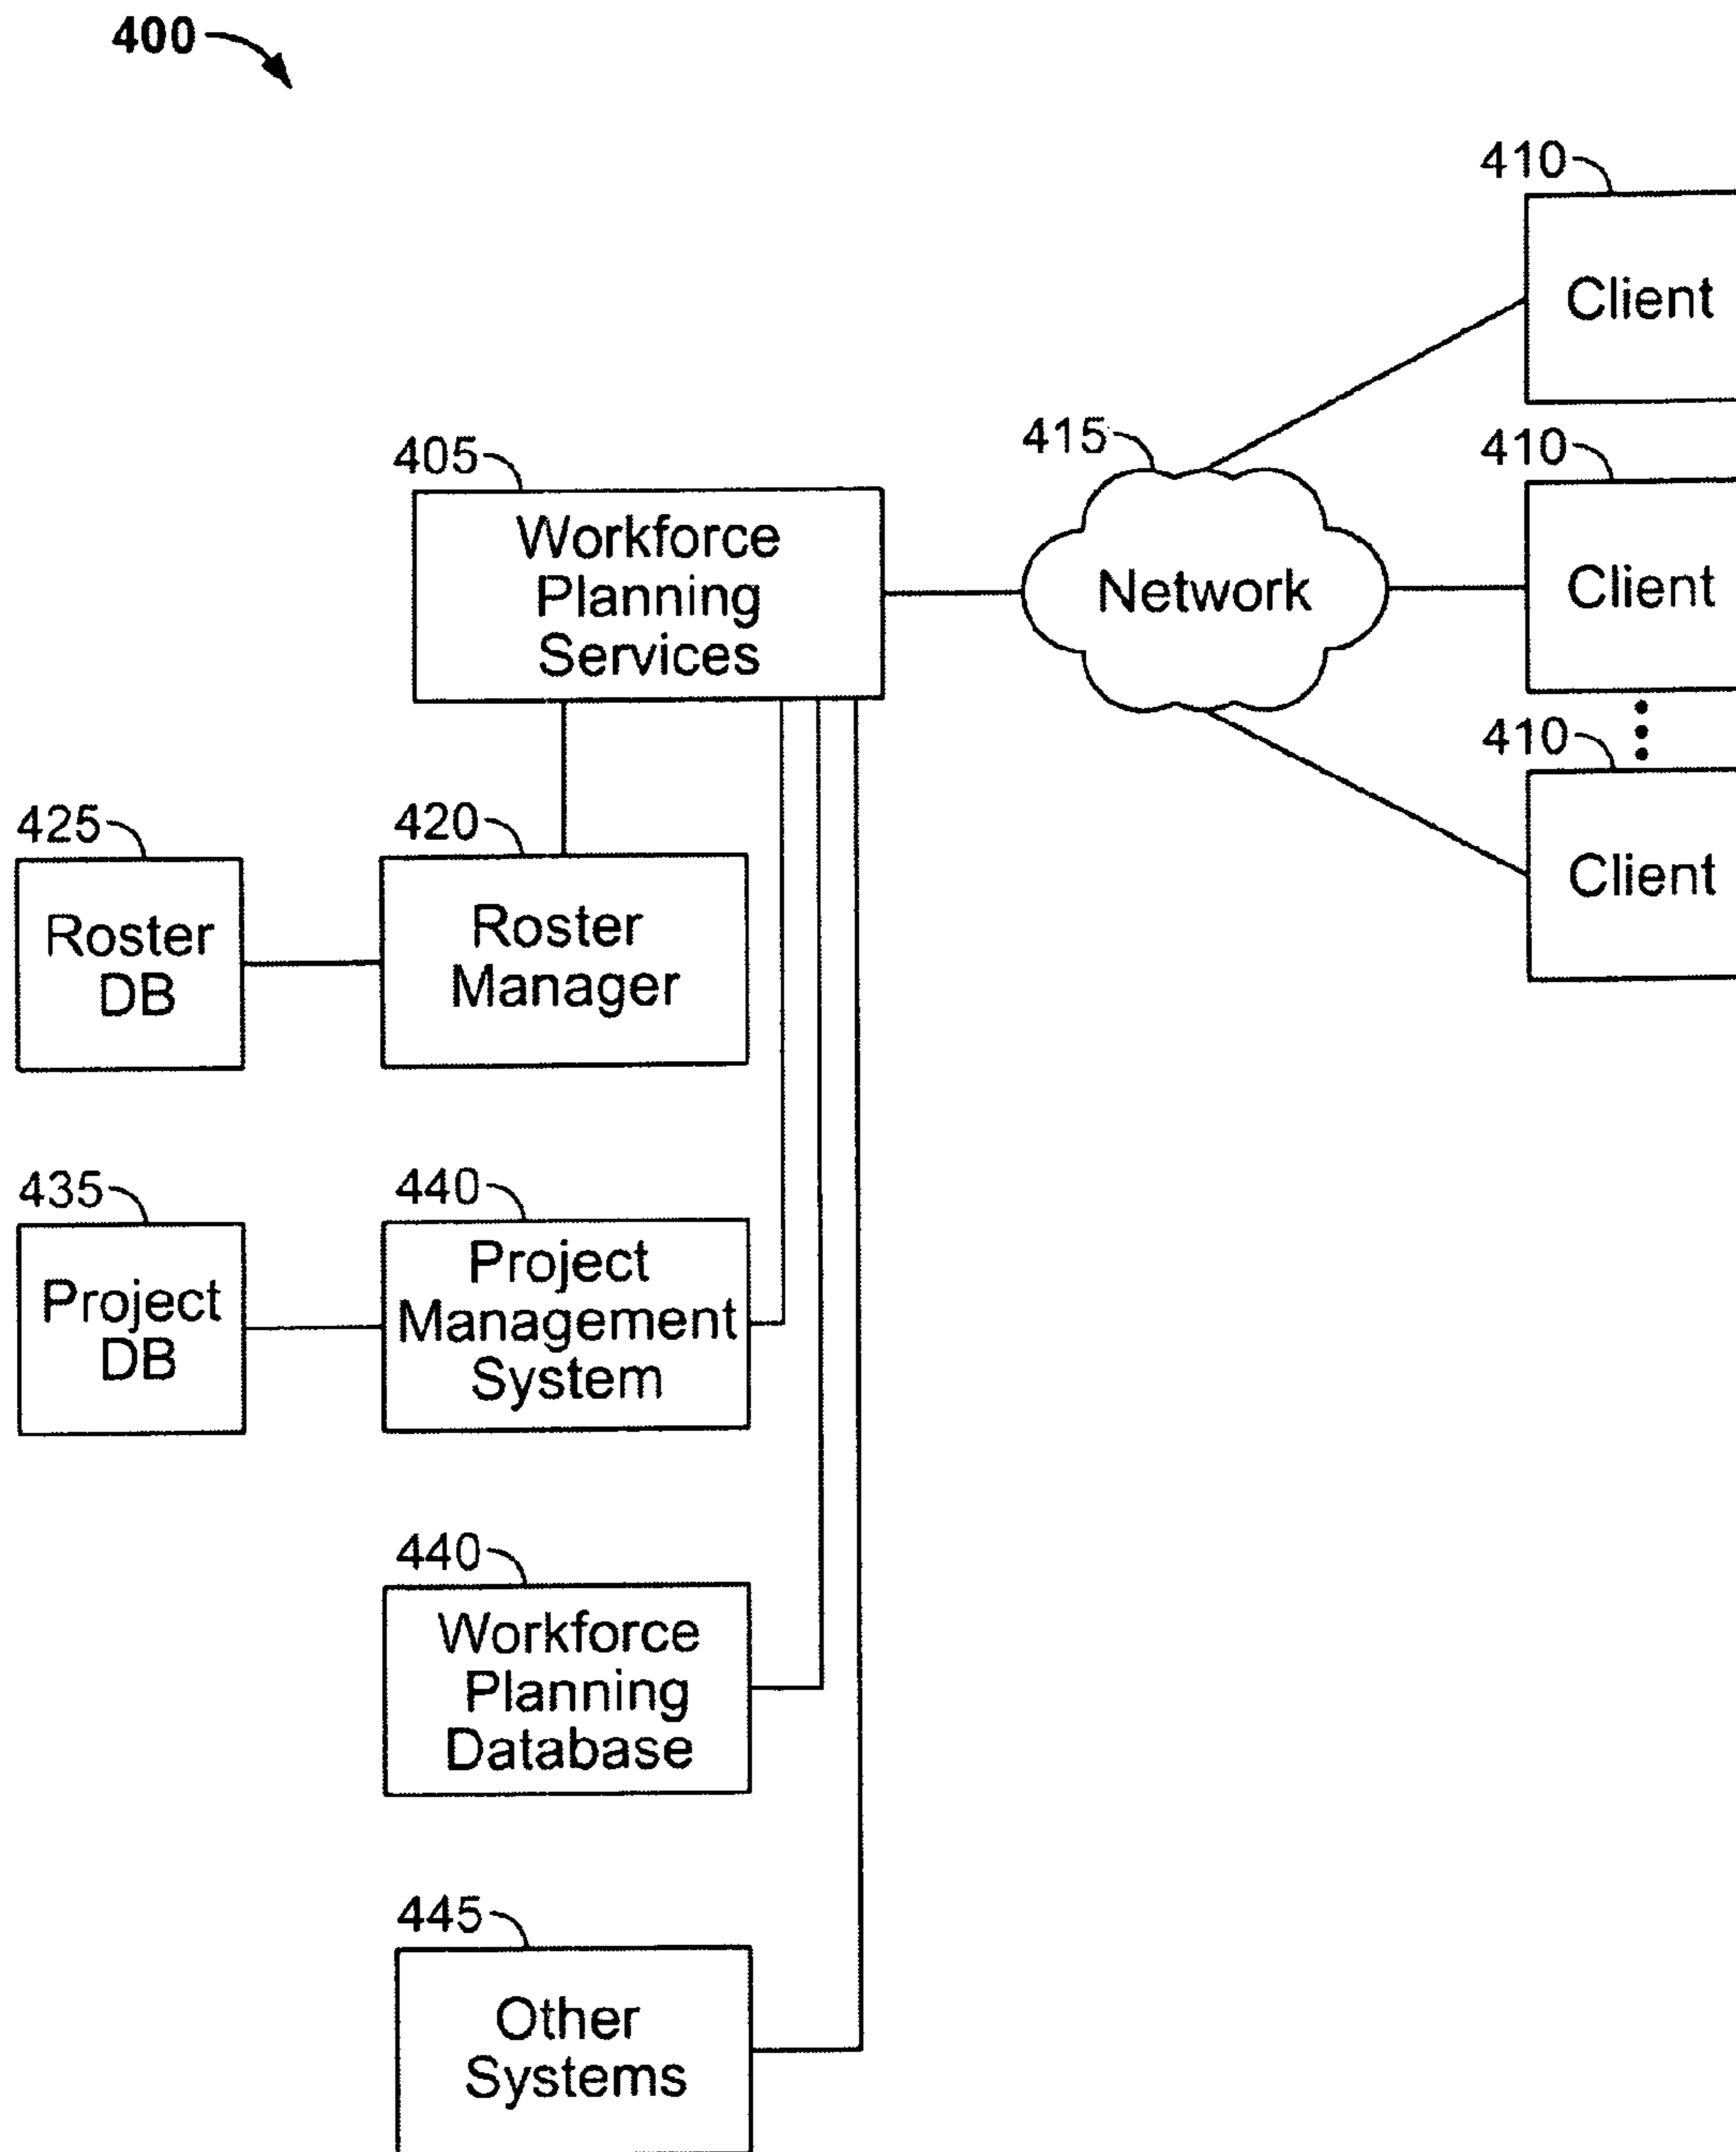 400
410
Client
415
410
405
Workforce
Planning
Services
Network
Client
410
425
420
Client
Roster
DB
Roster
Manager
435
440
Project
DB
Project
Management
System
440
Workforce
Planning
Database
445
Other
Systems